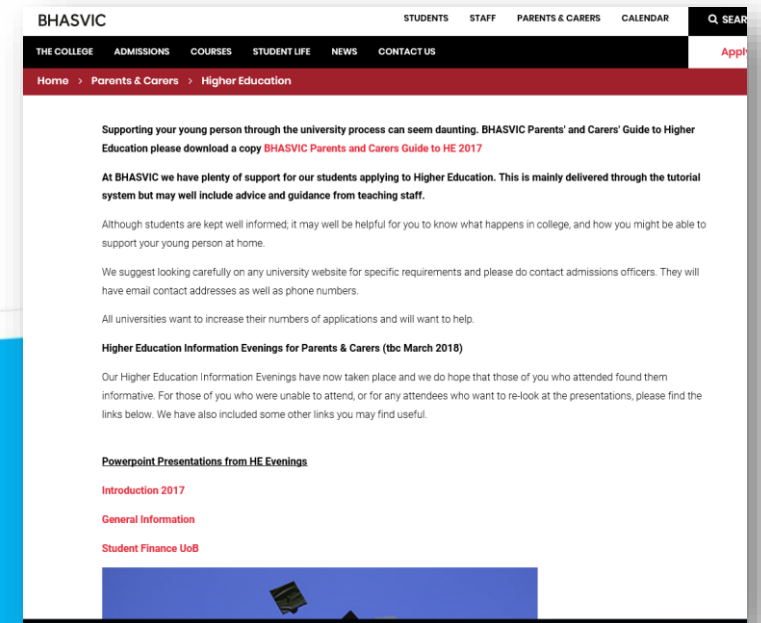 BHASVIC
STUDENTS STAFF PARENTS & CARERS CALENDAR
THE COLLEGE ADMISSIONS COURSES STUDENT LIFE NEWS CONTACT US
Home > Parents & Carers > Higher Education
Supporting your young person through the university process can seem daunting. BHASVIC Parents' and Carers' Guide to Higher
Education please download a copy BHASVIC Parents and Carers Guide to HE 2017
At BHASVIC we have plenty of support for our students applying to Higher Education. This is mainly delivered through the tutorial
system but may well include advice and guidance from teaching staff.
Although students are kept well informed; it may well be helpful for you to know what happens in college, and how you might be able to
support your young person at home.
We suggest looking carefully on any university website for specific requirements and please do contact admissions officers. They will
have email contact addresses as well as phone numbers.
All universities want to increase their numbers of applications and will want to help.
Higher Education Information Evenings for Parents & Carers (tbc March 2018)
Our Higher Education Information Evenings have now taken place and we do hope that those of you who attended found them
informative. For those of you who were unable to attend, or for any attendees who want to re-look at the presentations, please find the
links below. We have also included some other links you may find useful.
Powerpoint Presentations from HE Evenings
Introduction 2017
General Information
Student Finance UoB